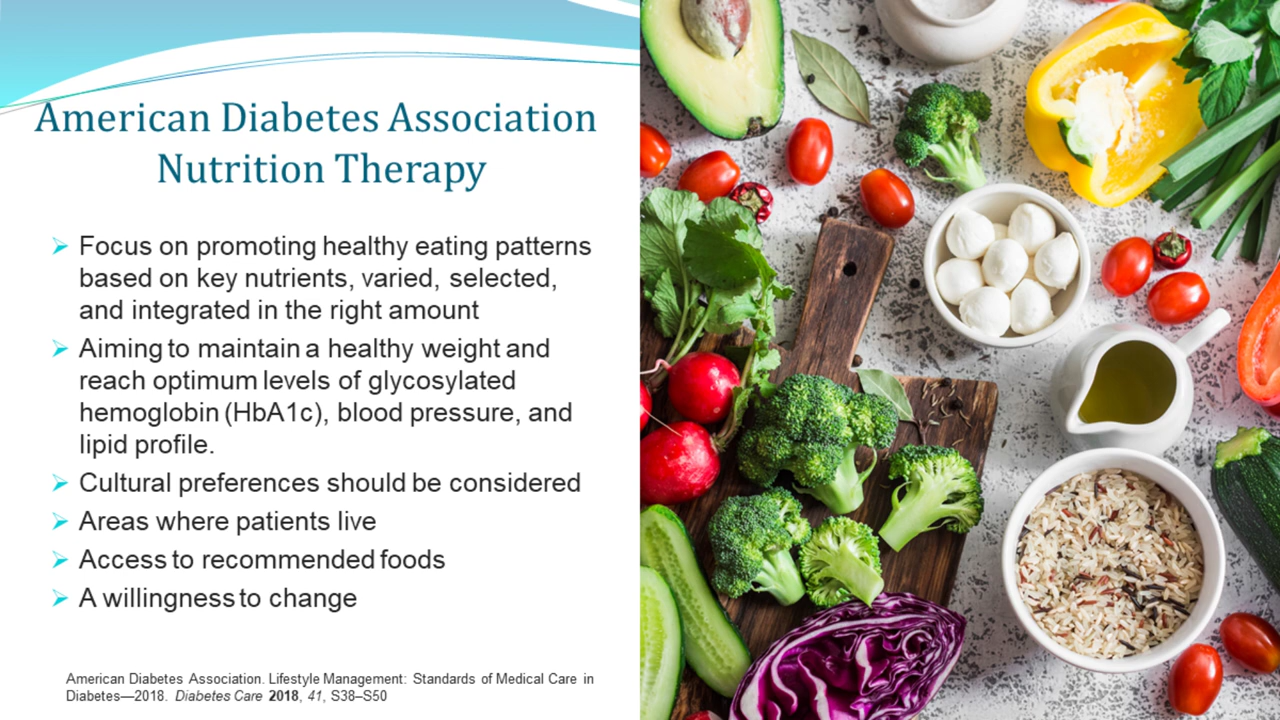 American Diabetes Association
Nutrition Therapy
Focus on promoting healthy eating patterns
based on key nutrients, varied, selected,
and integrated in the right amount
Aiming to maintain a healthy weight and
reach optimum levels of glycosylated
hemoglobin (HbA1c), blood pressure, and
lipid profile.
Cultural preferences should be considered
Areas where patients live
Access to recommended foods
A willingness to change
American Diabetes Association. Lifestyle Management: Standards of Medical Care in
Diabetes—2018. Diabetes Care 2018, 41, S38–S50